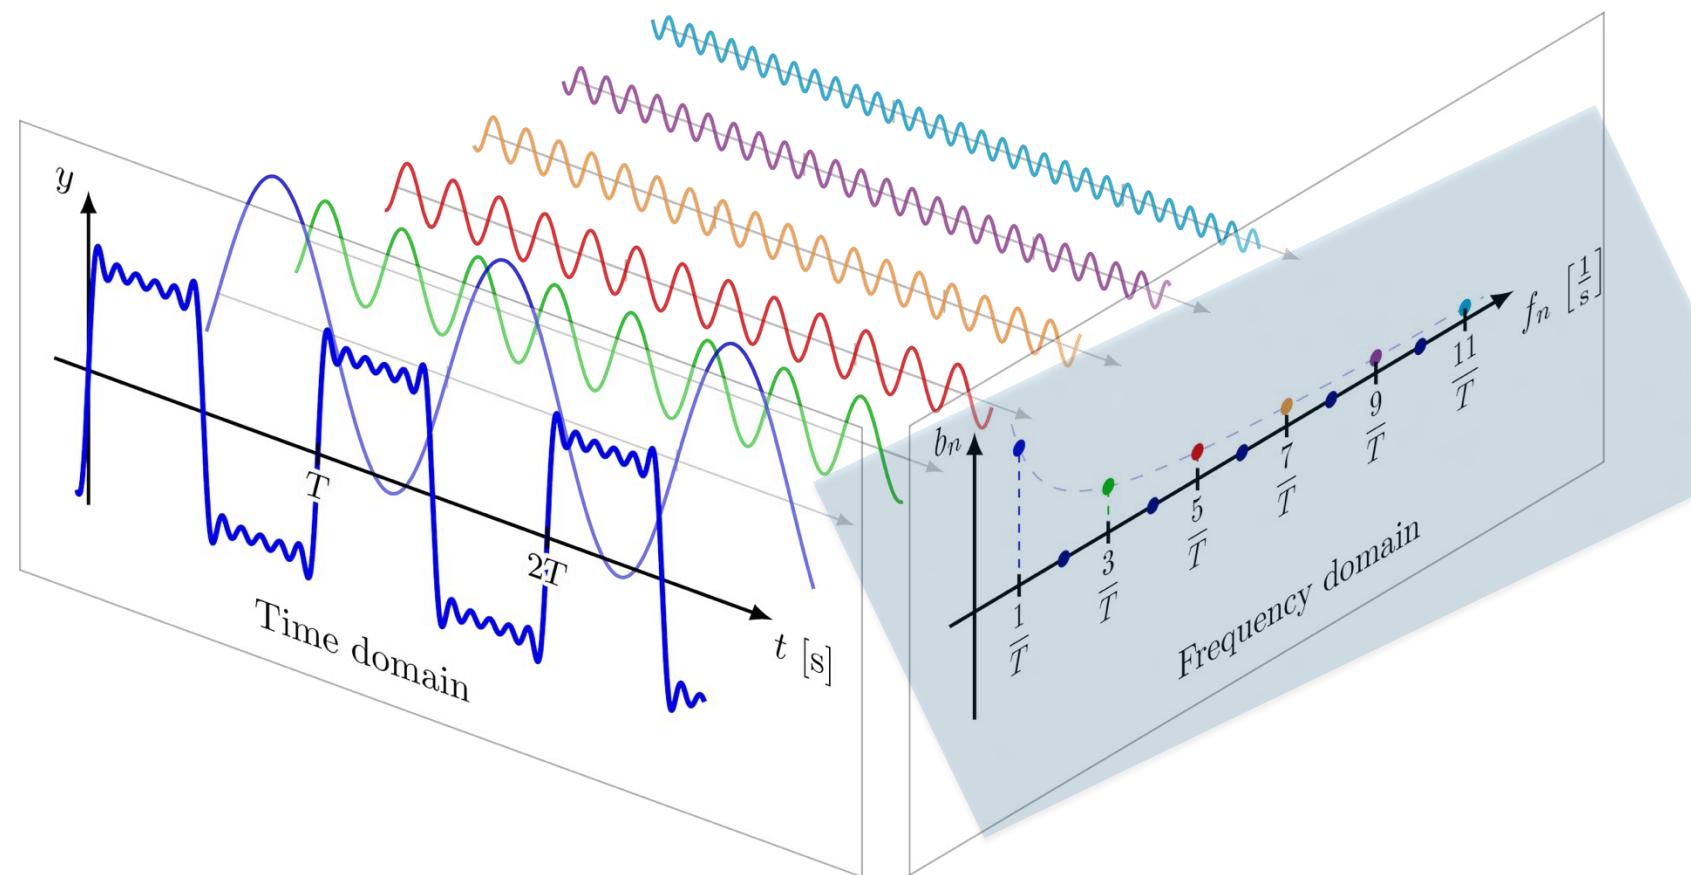 y
T
2T
t [s]
Time domain
b_n
1/T
3/T
5/T
7/T
9/T
11/T
f_n [1/s]
Frequency domain